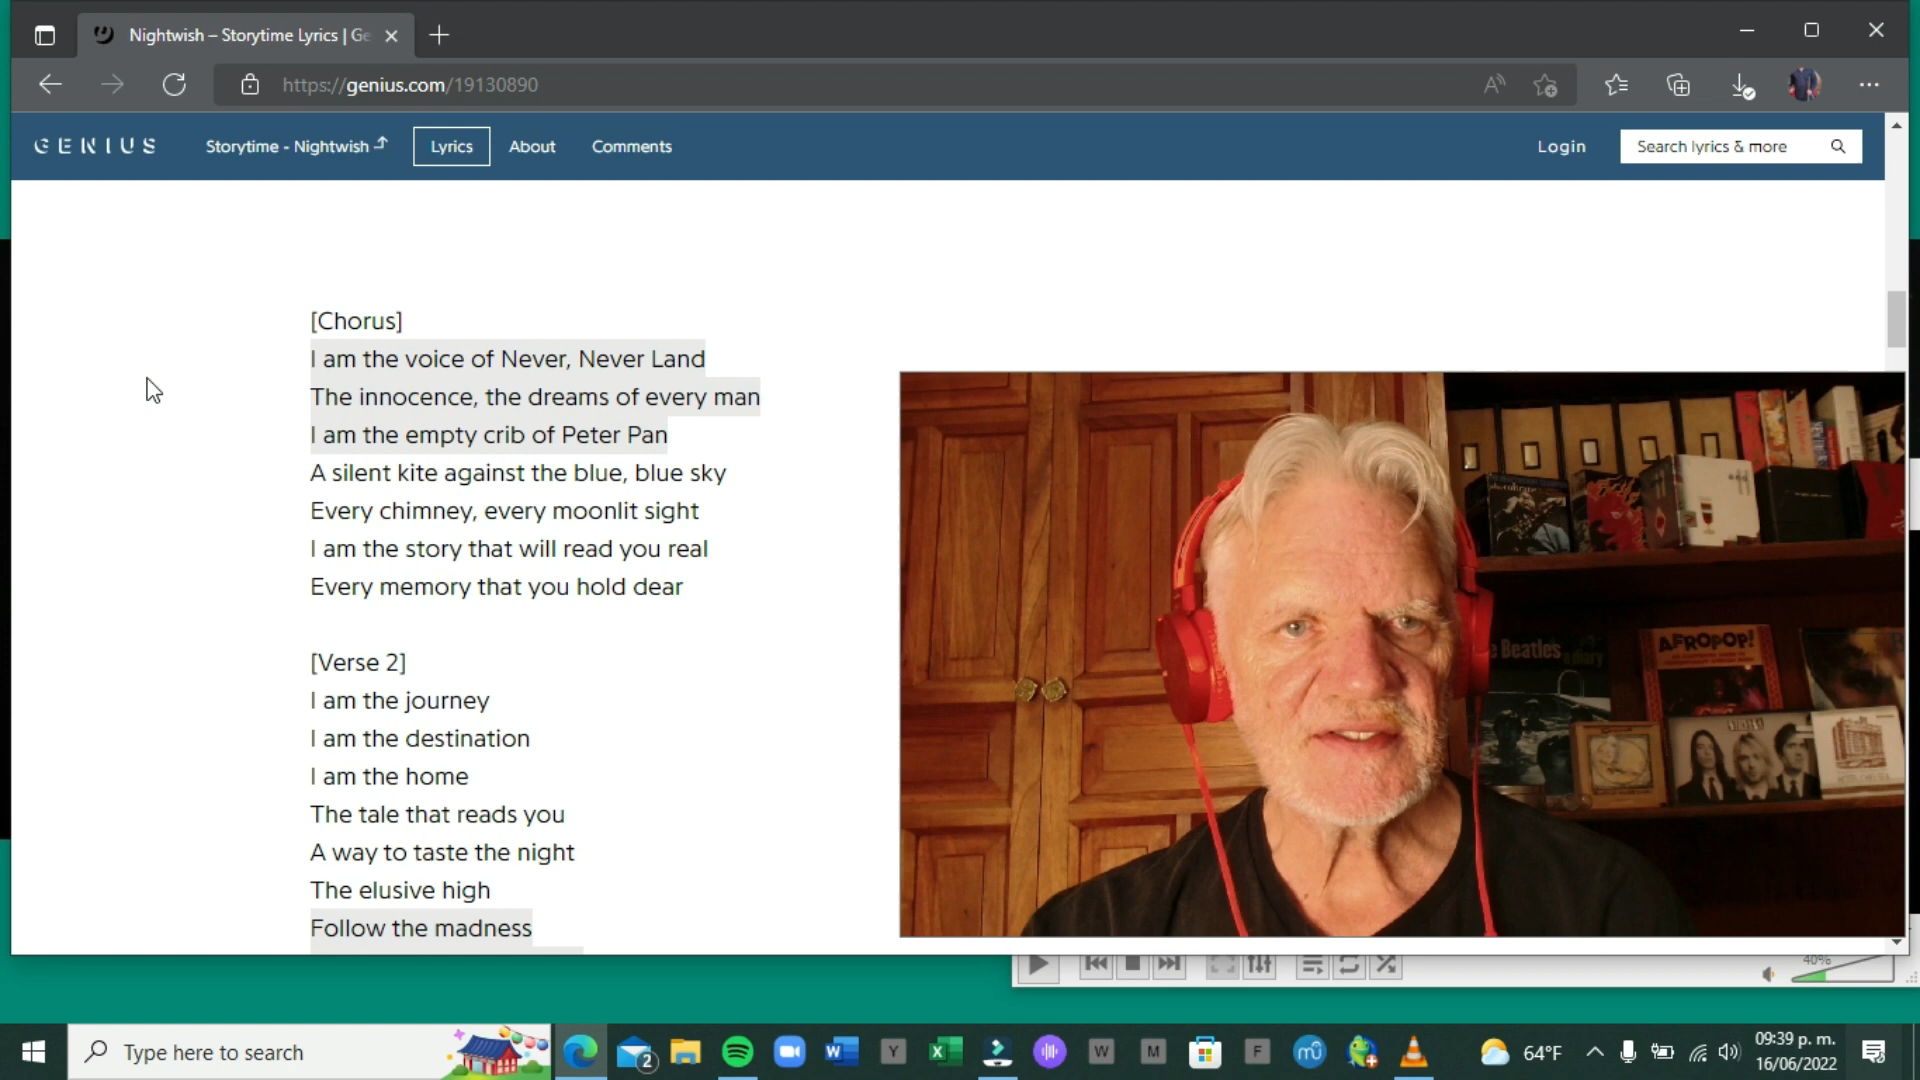 Nightwish – Storytime Lyrics | Ge
https://genius.com/19130890
GENIUS
Storytime - Nightwish
Lyrics
About
Comments
Login
Search lyrics & more
[Chorus]
I am the voice of Never, Never Land
The innocence, the dreams of every man
I am the empty crib of Peter Pan
A silent kite against the blue, blue sky
Every chimney, every moonlit sight
I am the story that will read you real
Every memory that you hold dear
[Verse 2]
I am the journey
I am the destination
I am the home
The tale that reads you
A way to taste the night
The elusive high
Follow the madness
e Beatles
a diary
AFROPOP!
40%
Type here to search
2
W
Y
X
W
M
F
64°F
09:39 p. m.
16/06/2022